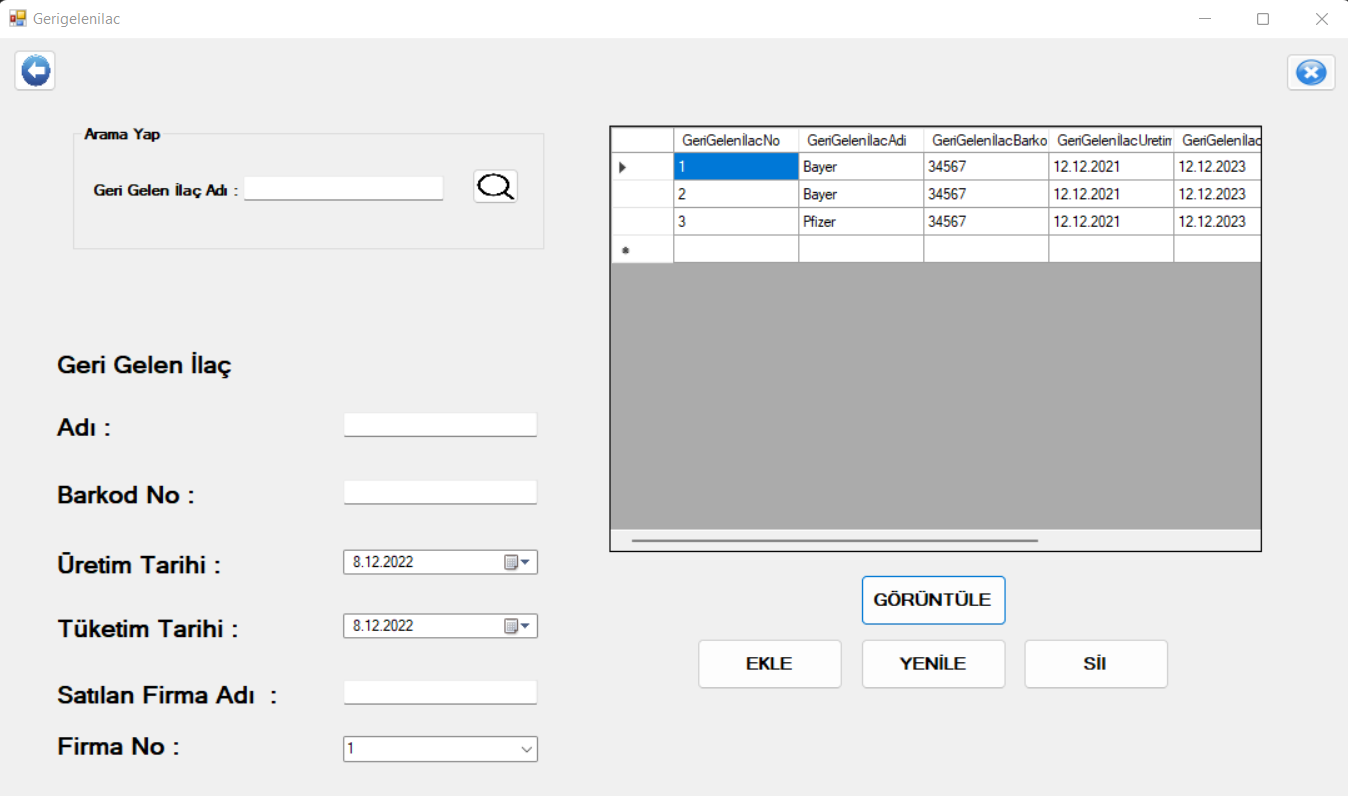 Gerigelenilac
Arama Yap
Geri Gelen İlaç Adı :
GeriGelenİlacNo GeriGelenİlacAdi GeriGelenİlacBarko GeriGelenİlacUretim GeriGelenİlac
1 Bayer 34567 12.12.2021 12.12.2023
2 Bayer 34567 12.12.2021 12.12.2023
3 Pfizer 34567 12.12.2021 12.12.2023
Geri Gelen İlaç
Adı :
Barkod No :
Üretim Tarihi : 8.12.2022
Tüketim Tarihi : 8.12.2022
Satılan Firma Adı :
Firma No : 1
GÖRÜNTÜLE
EKLE YENİLE Sİl